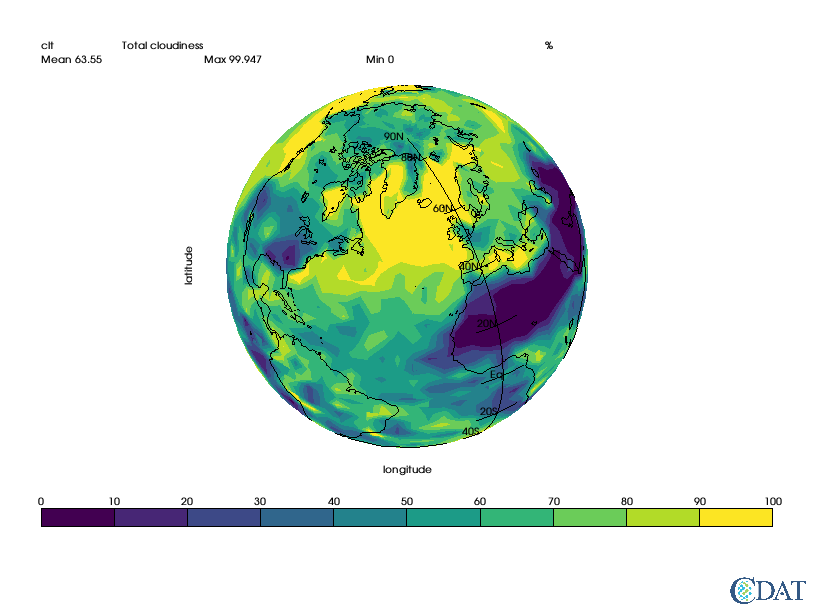 clt Total cloudiness %
Mean 63.55 Max 99.947 Min 0
90N
80N
60N
40N
20N
Eq
20S
40S
latitude
longitude
0 10 20 30 40 50 60 70 80 90 100
CDAT